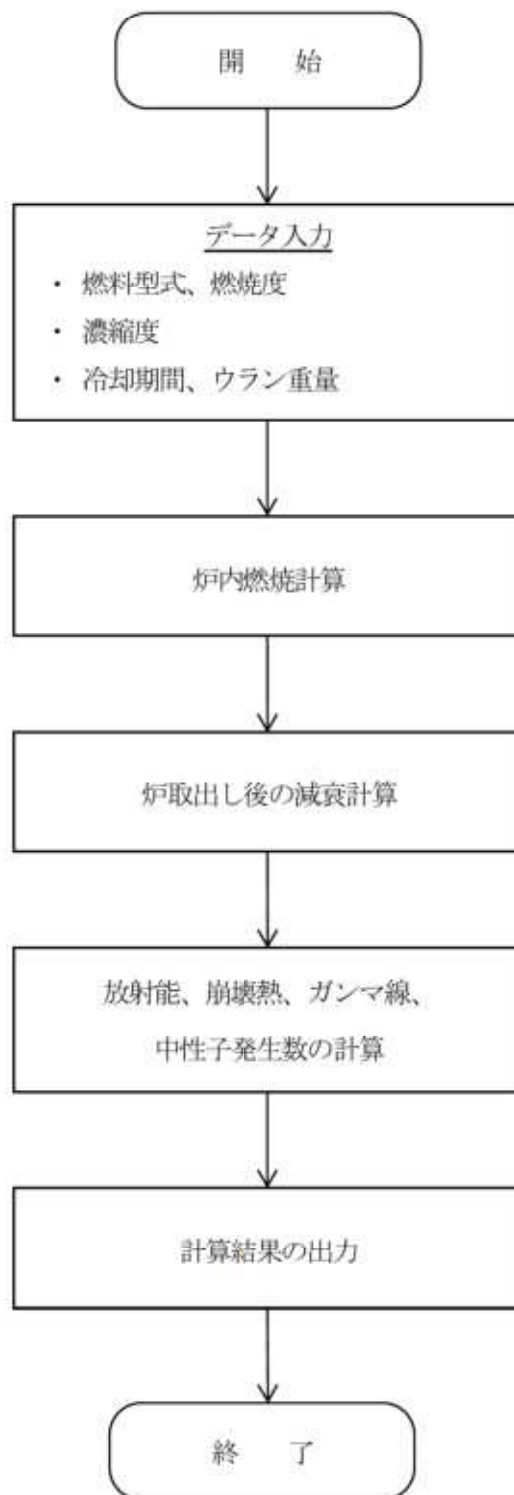 開　始
データ入力
・ 燃料型式、燃焼度
・ 濃縮度
・ 冷却期間、ウラン重量
炉内燃焼計算
炉取出し後の減衰計算
放射能、崩壊熱、ガンマ線、
中性子発生数の計算
計算結果の出力
終　了